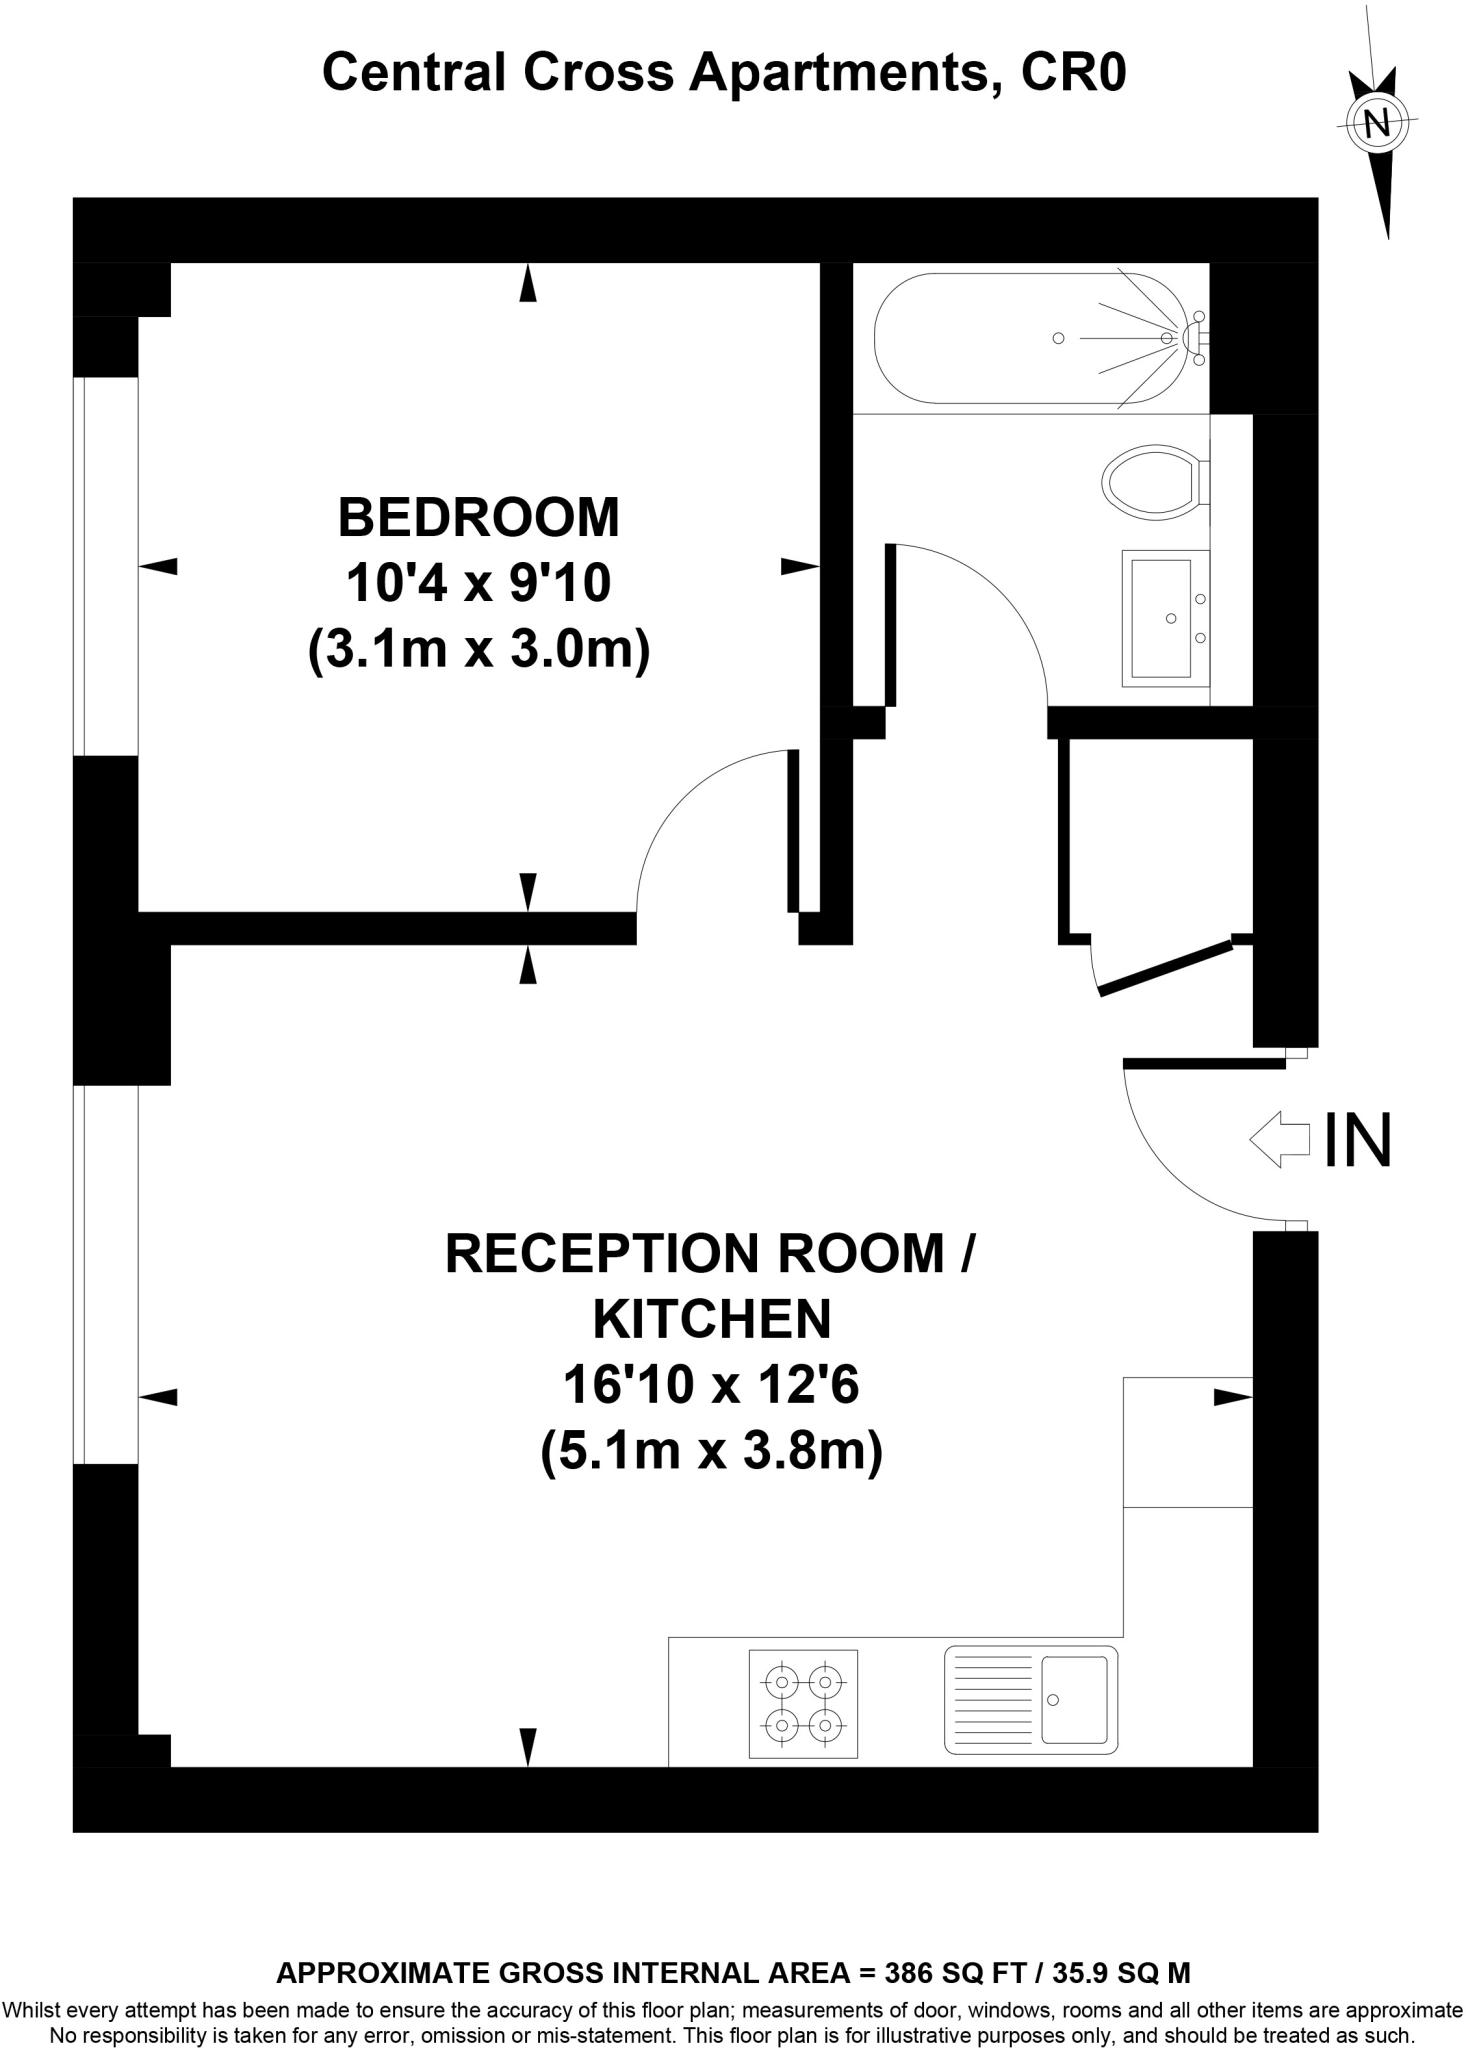 Central Cross Apartments, CR0
N
BEDROOM
10'4 x 9'10
(3.1m x 3.0m)
IN
RECEPTION ROOM /
KITCHEN
16'10 x 12'6
(5.1m x 3.8m)
APPROXIMATE GROSS INTERNAL AREA = 386 SQ FT / 35.9 SQ M
Whilst every attempt has been made to ensure the accuracy of this floor plan; measurements of door, windows, rooms and all other items are approximate
No responsibility is taken for any error, omission or mis-statement. This floor plan is for illustrative purposes only, and should be treated as such.